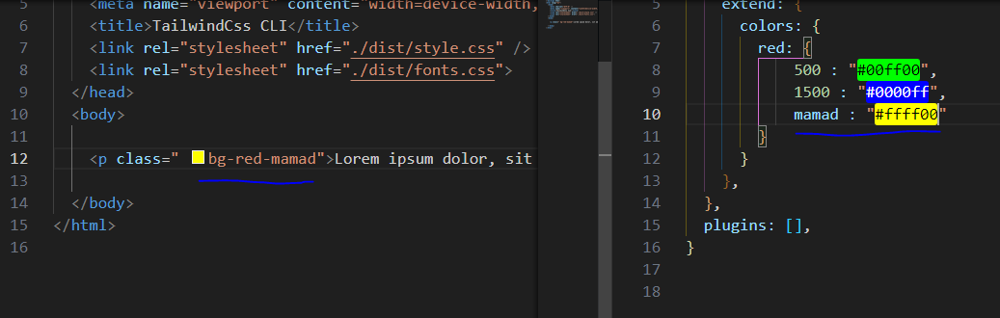 5 <meta name="viewport" content="width=device-width,
6 <title>TailwindCss CLI</title>
7 <link rel="stylesheet" href="./dist/style.css" />
8 <link rel="stylesheet" href="./dist/fonts.css">
9 </head>
10 <body>
11
12 <p class=" bg-red-mamad">Lorem ipsum dolor, sit
13
14 </body>
15 </html>
16
5 extend: {
6 colors: {
7 red: {
8 500 : "#00ff00",
9 1500 : "#0000ff",
10 mamad : "#ffff00"
11 }
12 }
13 },
14 },
15 plugins: [],
16 }
17
18